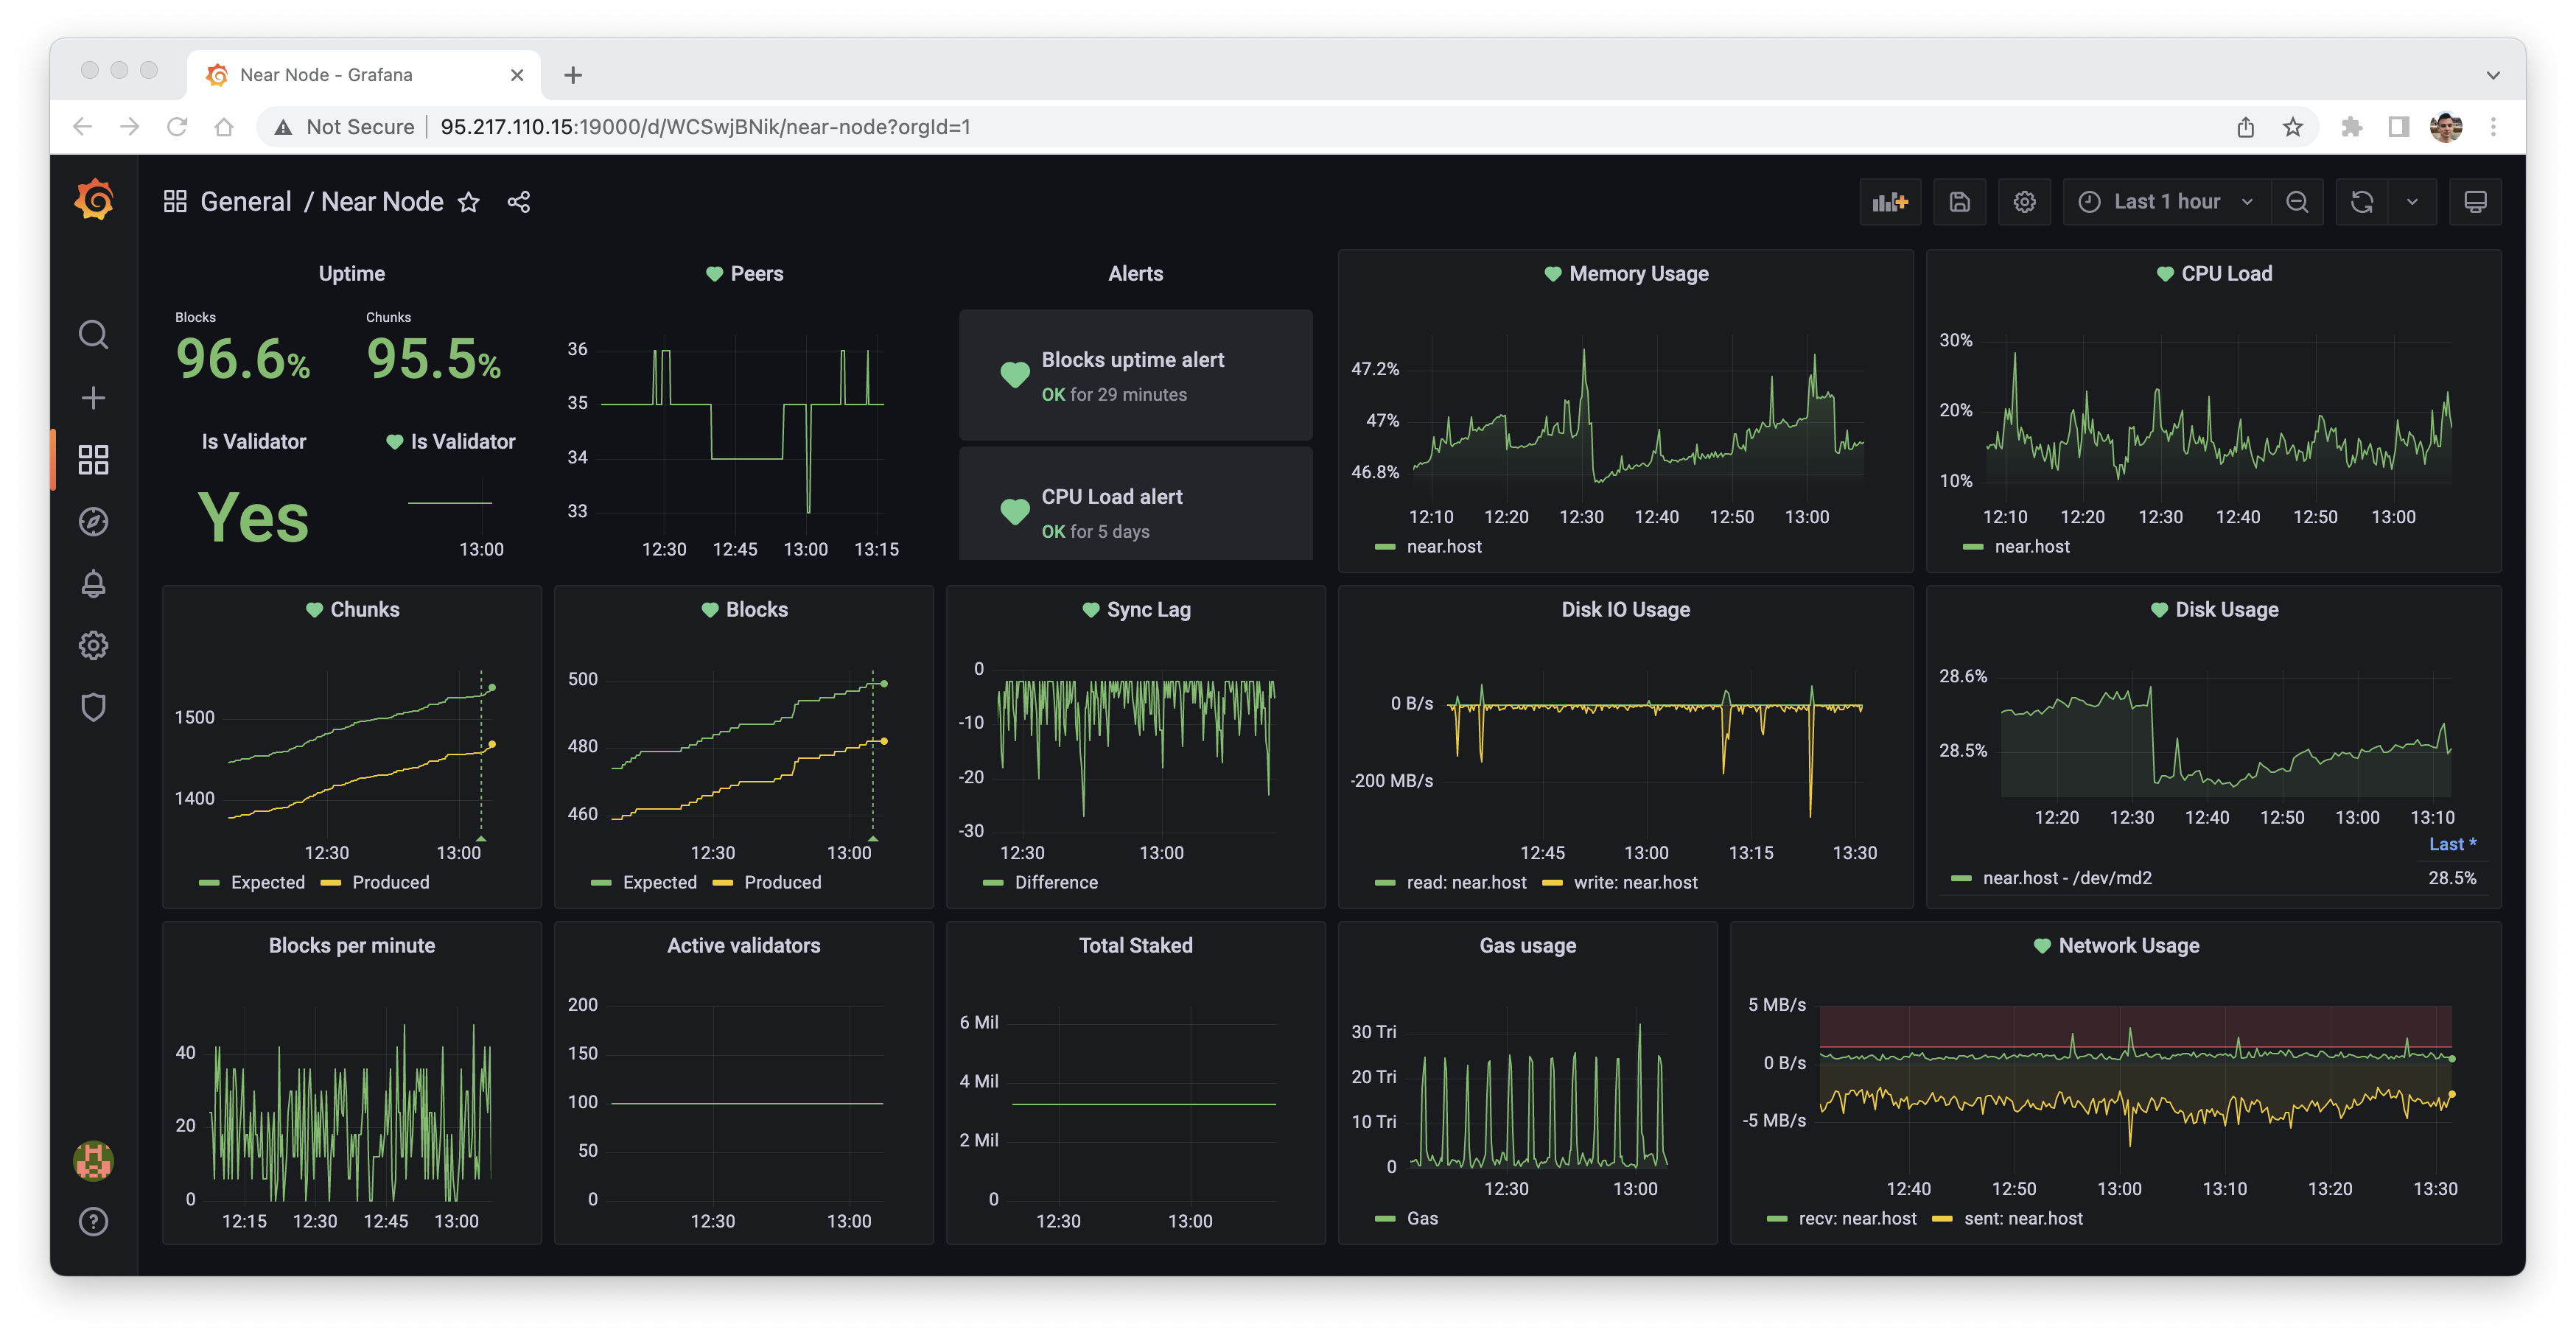 Near Node - Grafana
Not Secure
95.217.110.15:19000/d/WCSwjBNik/near-node?orgId=1
General / Near Node
Last 1 hour
Uptime
Blocks
96.6%
Chunks
95.5%
Is Validator
Yes
Is Validator
13:00
Peers
36
35
34
33
12:30 12:45 13:00 13:15
Alerts
Blocks uptime alert
OK for 29 minutes
CPU Load alert
OK for 5 days
Memory Usage
47.2%
47%
46.8%
12:10 12:20 12:30 12:40 12:50 13:00
near.host
CPU Load
30%
20%
10%
12:10 12:20 12:30 12:40 12:50 13:00
near.host
Chunks
1500
1400
12:30 13:00
Expected Produced
Blocks
500
480
460
12:30 13:00
Expected Produced
Sync Lag
0
-10
-20
-30
12:30 13:00
Difference
Disk IO Usage
0 B/s
-200 MB/s
12:45 13:00 13:15 13:30
read: near.host write: near.host
Disk Usage
28.6%
28.5%
12:20 12:30 12:40 12:50 13:00 13:10
Last *
near.host - /dev/md2 28.5%
Blocks per minute
40
20
0
12:15 12:30 12:45 13:00
Active validators
200
150
100
50
0
12:30 13:00
Total Staked
6 Mil
4 Mil
2 Mil
0
12:30 13:00
Gas usage
30 Tri
20 Tri
10 Tri
0
12:30 13:00
Gas
Network Usage
5 MB/s
0 B/s
-5 MB/s
12:40 12:50 13:00 13:10 13:20 13:30
recv: near.host sent: near.host